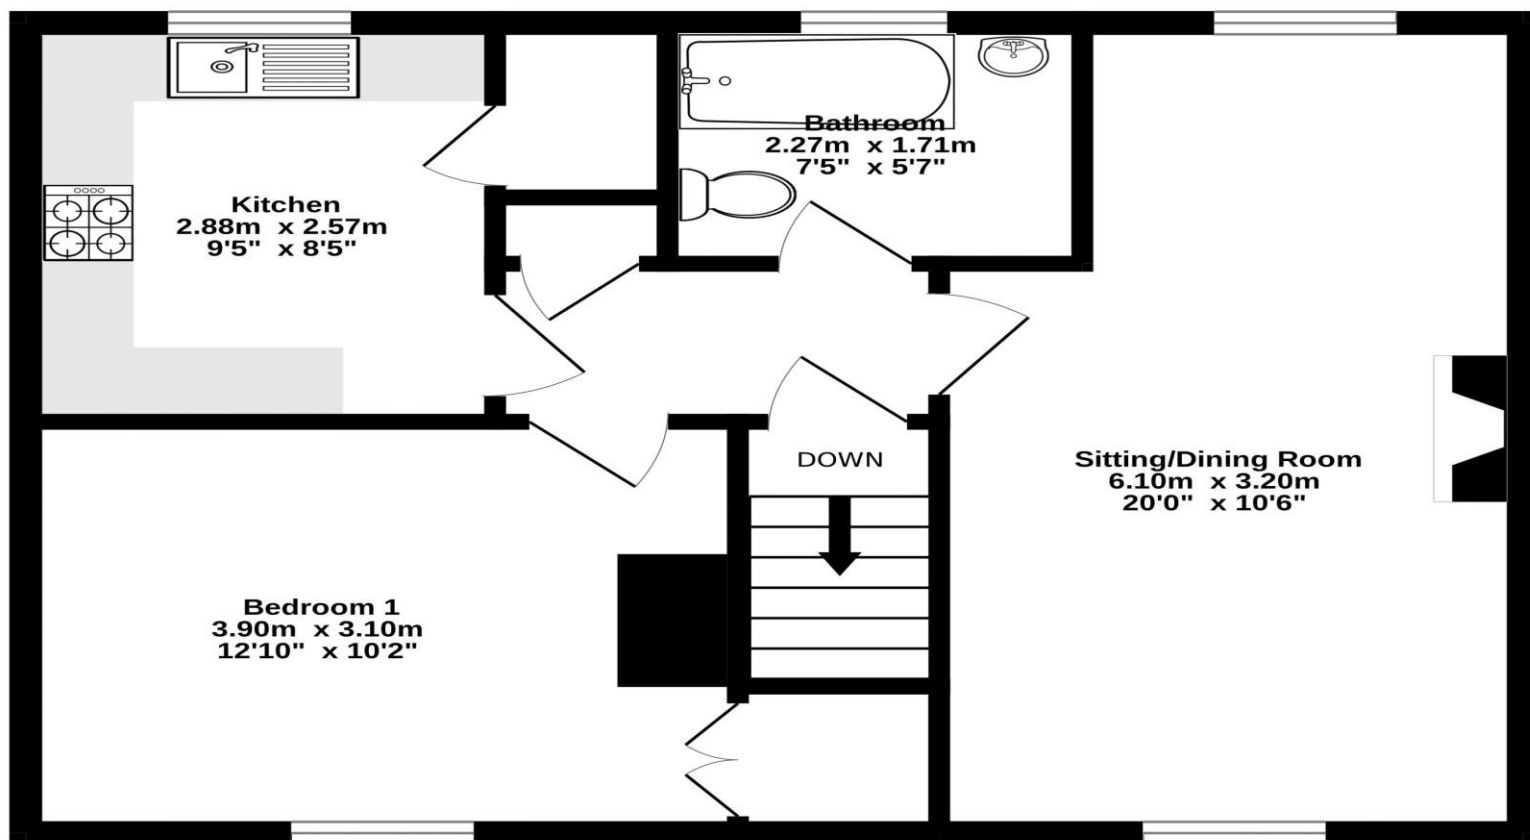 Kitchen
2.88m x 2.57m
9'5" x 8'5"
Bathroom
2.27m x 1.71m
7'5" x 5'7"
DOWN
Sitting/Dining Room
6.10m x 3.20m
20'0" x 10'6"
Bedroom 1
3.90m x 3.10m
12'10" x 10'2"